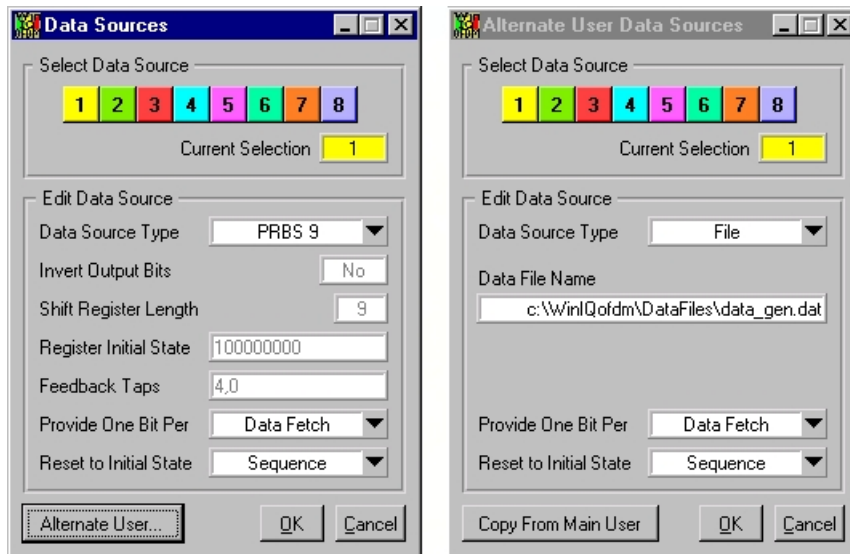 Data Sources
Select Data Source
1 2 3 4 5 6 7 8
Current Selection 1
Edit Data Source
Data Source Type PRBS 9
Invert Output Bits No
Shift Register Length 9
Register Initial State 100000000
Feedback Taps 4,0
Provide One Bit Per Data Fetch
Reset to Initial State Sequence
Alternate User... OK Cancel
Alternate User Data Sources
Select Data Source
1 2 3 4 5 6 7 8
Current Selection 1
Edit Data Source
Data Source Type File
Data File Name
c:\WinIQofdm\DataFiles\data_gen.dat
Provide One Bit Per Data Fetch
Reset to Initial State Sequence
Copy From Main User OK Cancel